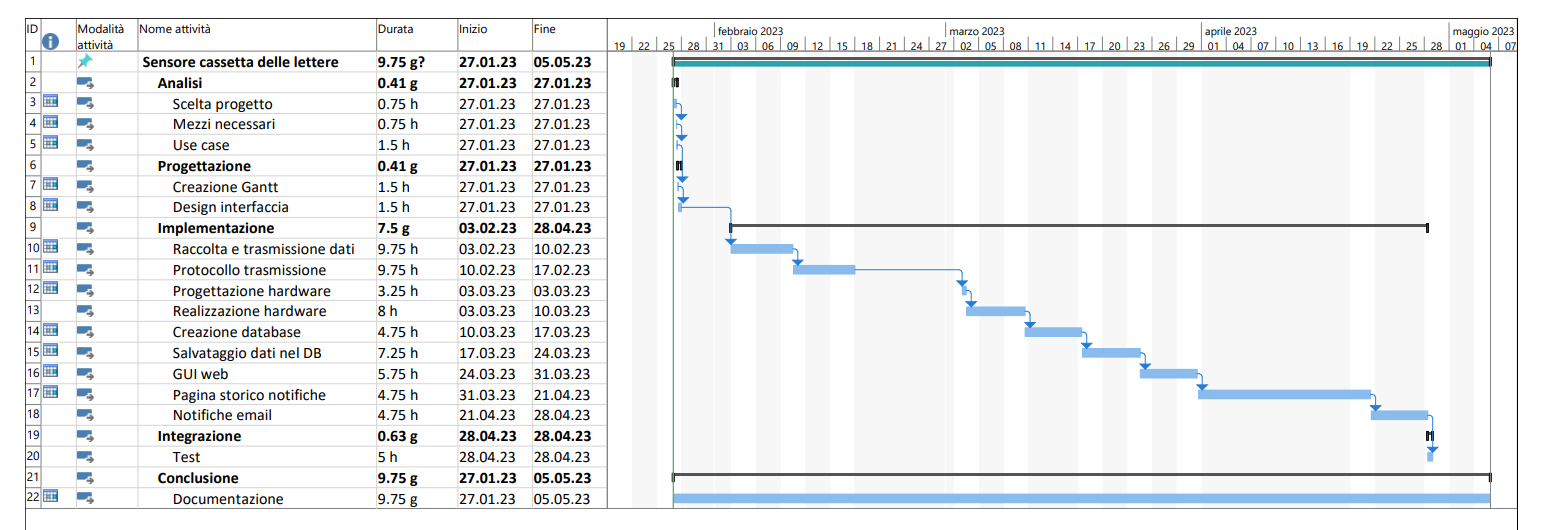 ID Modalità attività Nome attività Durata Inizio Fine
febbraio 2023 marzo 2023 aprile 2023 maggio 2023
19 22 25 28 31 03 06 09 12 15 18 21 24 27 02 05 08 11 14 17 20 23 26 29 01 04 07 10 13 16 19 22 25 28 01 04 07
1 Sensore cassetta delle lettere 9.75 g? 27.01.23 05.05.23
2 Analisi 0.41 g 27.01.23 27.01.23
3 Scelta progetto 0.75 h 27.01.23 27.01.23
4 Mezzi necessari 0.75 h 27.01.23 27.01.23
5 Use case 1.5 h 27.01.23 27.01.23
6 Progettazione 0.41 g 27.01.23 27.01.23
7 Creazione Gantt 1.5 h 27.01.23 27.01.23
8 Design interfaccia 1.5 h 27.01.23 27.01.23
9 Implementazione 7.5 g 03.02.23 28.04.23
10 Raccolta e trasmissione dati 9.75 h 03.02.23 10.02.23
11 Protocollo trasmissione 9.75 h 10.02.23 17.02.23
12 Progettazione hardware 3.25 h 03.03.23 03.03.23
13 Realizzazione hardware 8 h 03.03.23 10.03.23
14 Creazione database 4.75 h 10.03.23 17.03.23
15 Salvataggio dati nel DB 7.25 h 17.03.23 24.03.23
16 GUI web 5.75 h 24.03.23 31.03.23
17 Pagina storico notifiche 4.75 h 31.03.23 21.04.23
18 Notifiche email 4.75 h 21.04.23 28.04.23
19 Integrazione 0.63 g 28.04.23 28.04.23
20 Test 5 h 28.04.23 28.04.23
21 Conclusione 9.75 g 27.01.23 05.05.23
22 Documentazione 9.75 g 27.01.23 05.05.23